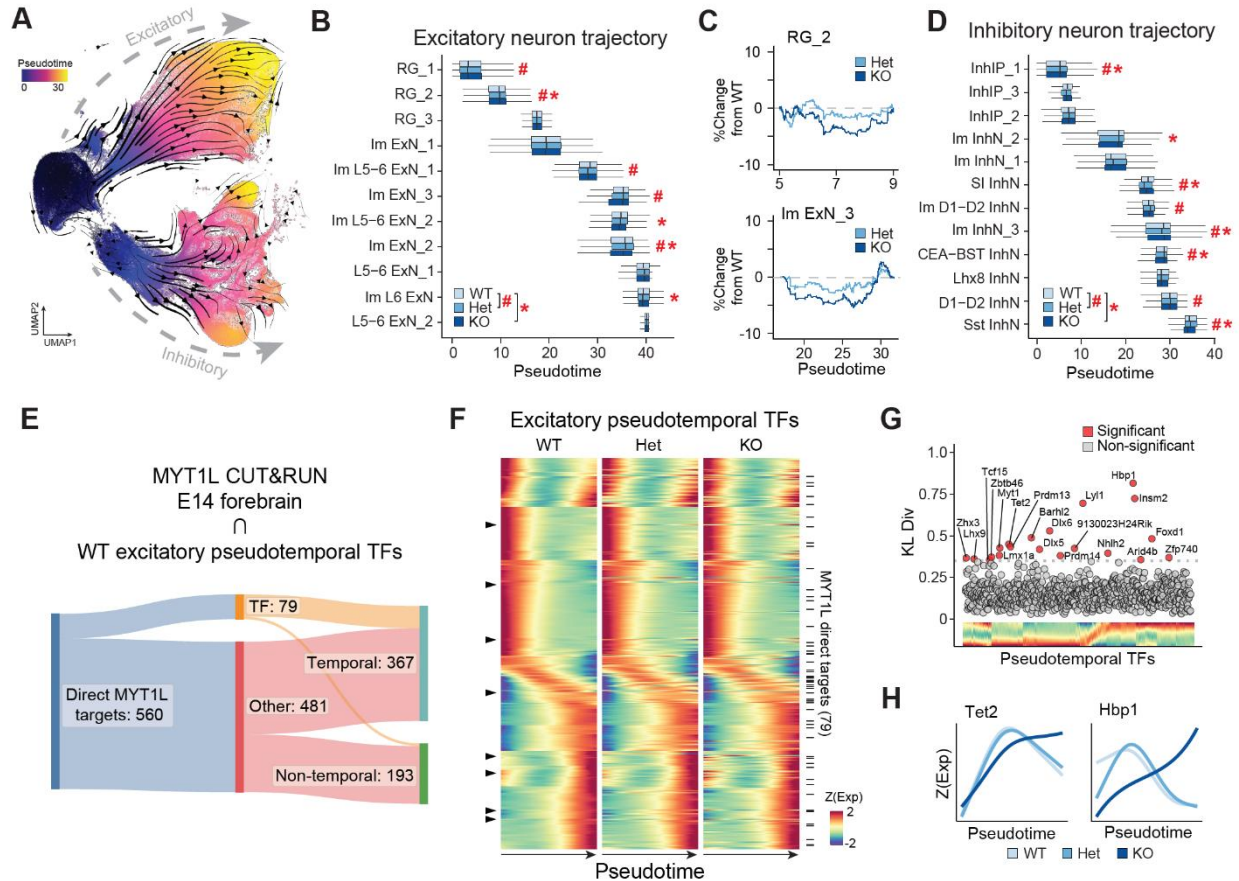 A
Excitatory
Pseudotime
0 30
UMAP2
UMAP1
Inhibitory
B
Excitatory neuron trajectory
RG_1
#
RG_2
#*
RG_3
Im ExN_1
Im L5-6 ExN_1
#
Im ExN_3
#
Im L5-6 ExN_2
*
Im ExN_2
#*
L5-6 ExN_1
Im L6 ExN
*
L5-6 ExN_2
WT
Het
KO
#
*
0 10 20 30 40
Pseudotime
C
RG_2
Het
KO
%Change
from WT
10
0
-10
5 6 7 8 9
Im ExN_3
Het
KO
%Change
from WT
10
0
-10
20 25 30
Pseudotime
D
Inhibitory neuron trajectory
InhIP_1
#*
InhIP_3
InhIP_2
Im InhN_2
*
Im InhN_1
SI InhN
#*
Im D1-D2 InhN
#
Im InhN_3
#*
CEA-BST InhN
#*
Lhx8 InhN
D1-D2 InhN
#
Sst InhN
#*
WT
Het
KO
#
*
0 10 20 30 40
Pseudotime
E
MYT1L CUT&RUN
E14 forebrain
∩
WT excitatory pseudotemporal TFs
TF: 79
Temporal: 367
Direct MYT1L
targets: 560
Other: 481
Non-temporal: 193
F
Excitatory pseudotemporal TFs
WT Het KO
MYT1L direct targets (79)
Z(Exp)
2
-2
Pseudotime
G
Significant
Non-significant
KL Div
1.0
0.75
0.50
0.25
0
Tcf15
Zbtb46
Myt1
Tet2
Prdm13
Lyl1
Hbp1
Insm2
Zhx3
Lhx9
Barhl2
Dlx6
9130023H24Rik
Foxd1
Lmx1a
Dlx5
Prdm14
Nhlh2
Arid4b
Zfp740
Pseudotemporal TFs
H
Tet2
Hbp1
Z(Exp)
Pseudotime
Pseudotime
WT Het KO